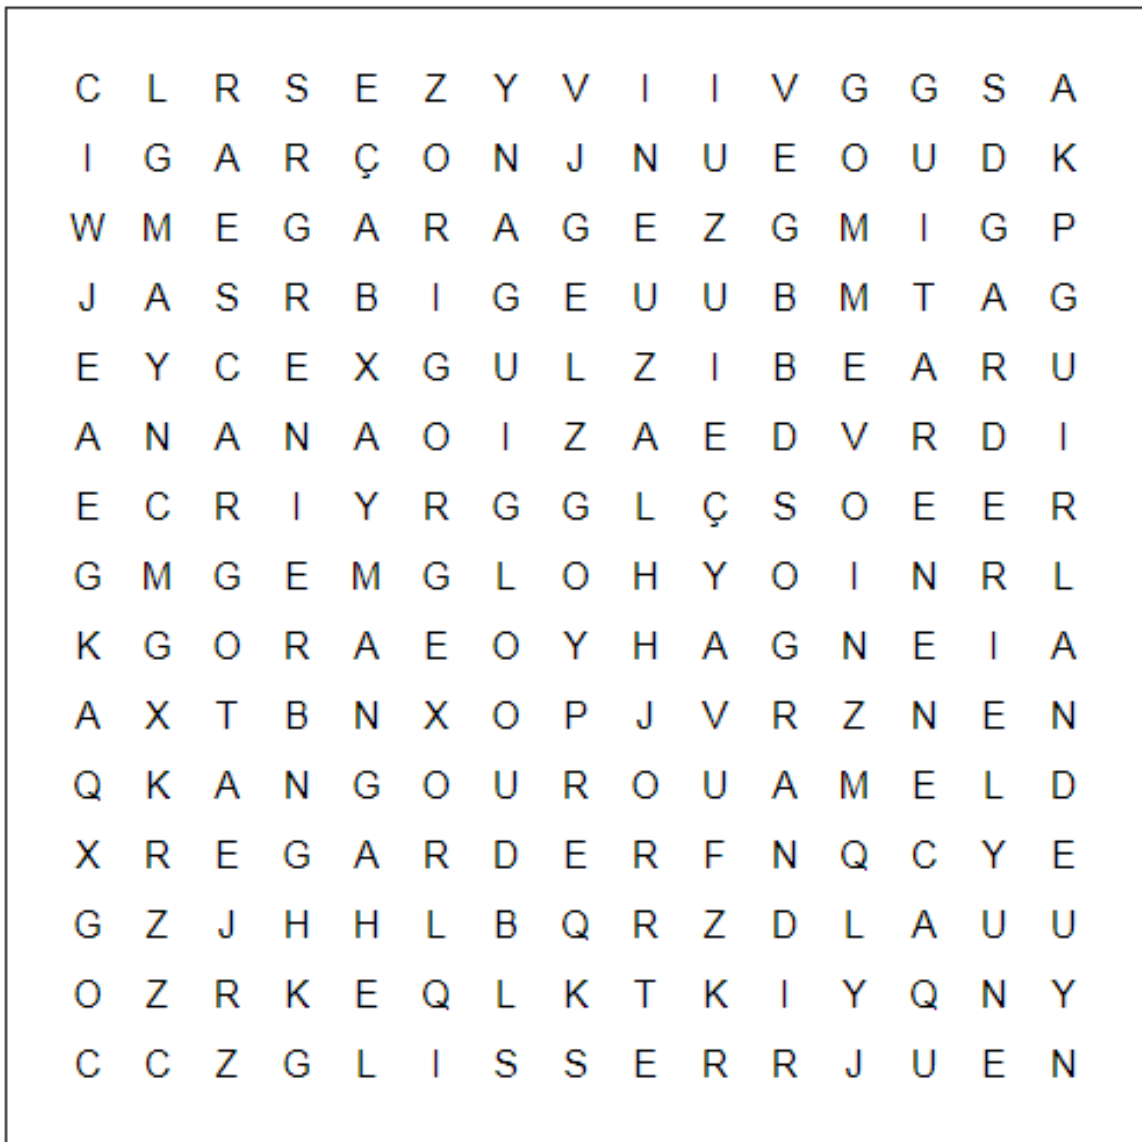 C L R S E Z Y V I I V G G S A
I G A R Ç O N J N U E O U D K
W M E G A R A G E Z G M I G P
J A S R B I G E U U B M T A G
E Y C E X G U L Z I B E A R U
A N A N A O I Z A E D V R D I
E C R I Y R G G L Ç S O E E R
G M G E M G L O H Y O I N R L
K G O R A E O Y H A G N E I A
A X T B N X O P J V R Z N E N
Q K A N G O U R O U A M E L D
X R E G A R D E R F N Q C Y E
G Z J H H L B Q R Z D L A U U
O Z R K E Q L K T K I Y Q N Y
C C Z G L I S S E R R J U E N